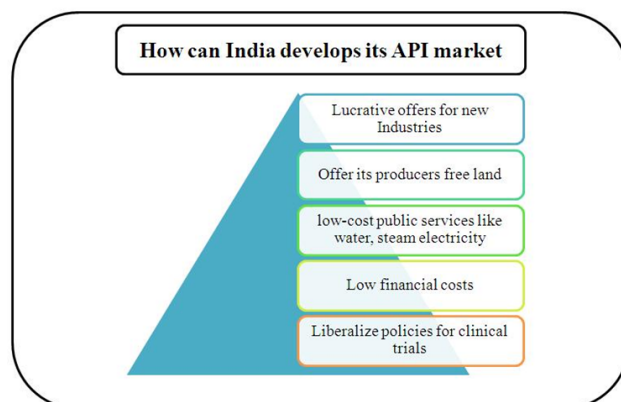 How can India develops its API market
Lucrative offers for new
Industries
Offer its producers free land
low-cost public services like
water, steam electricity
Low financial costs
Liberalize policies for clinical
trials